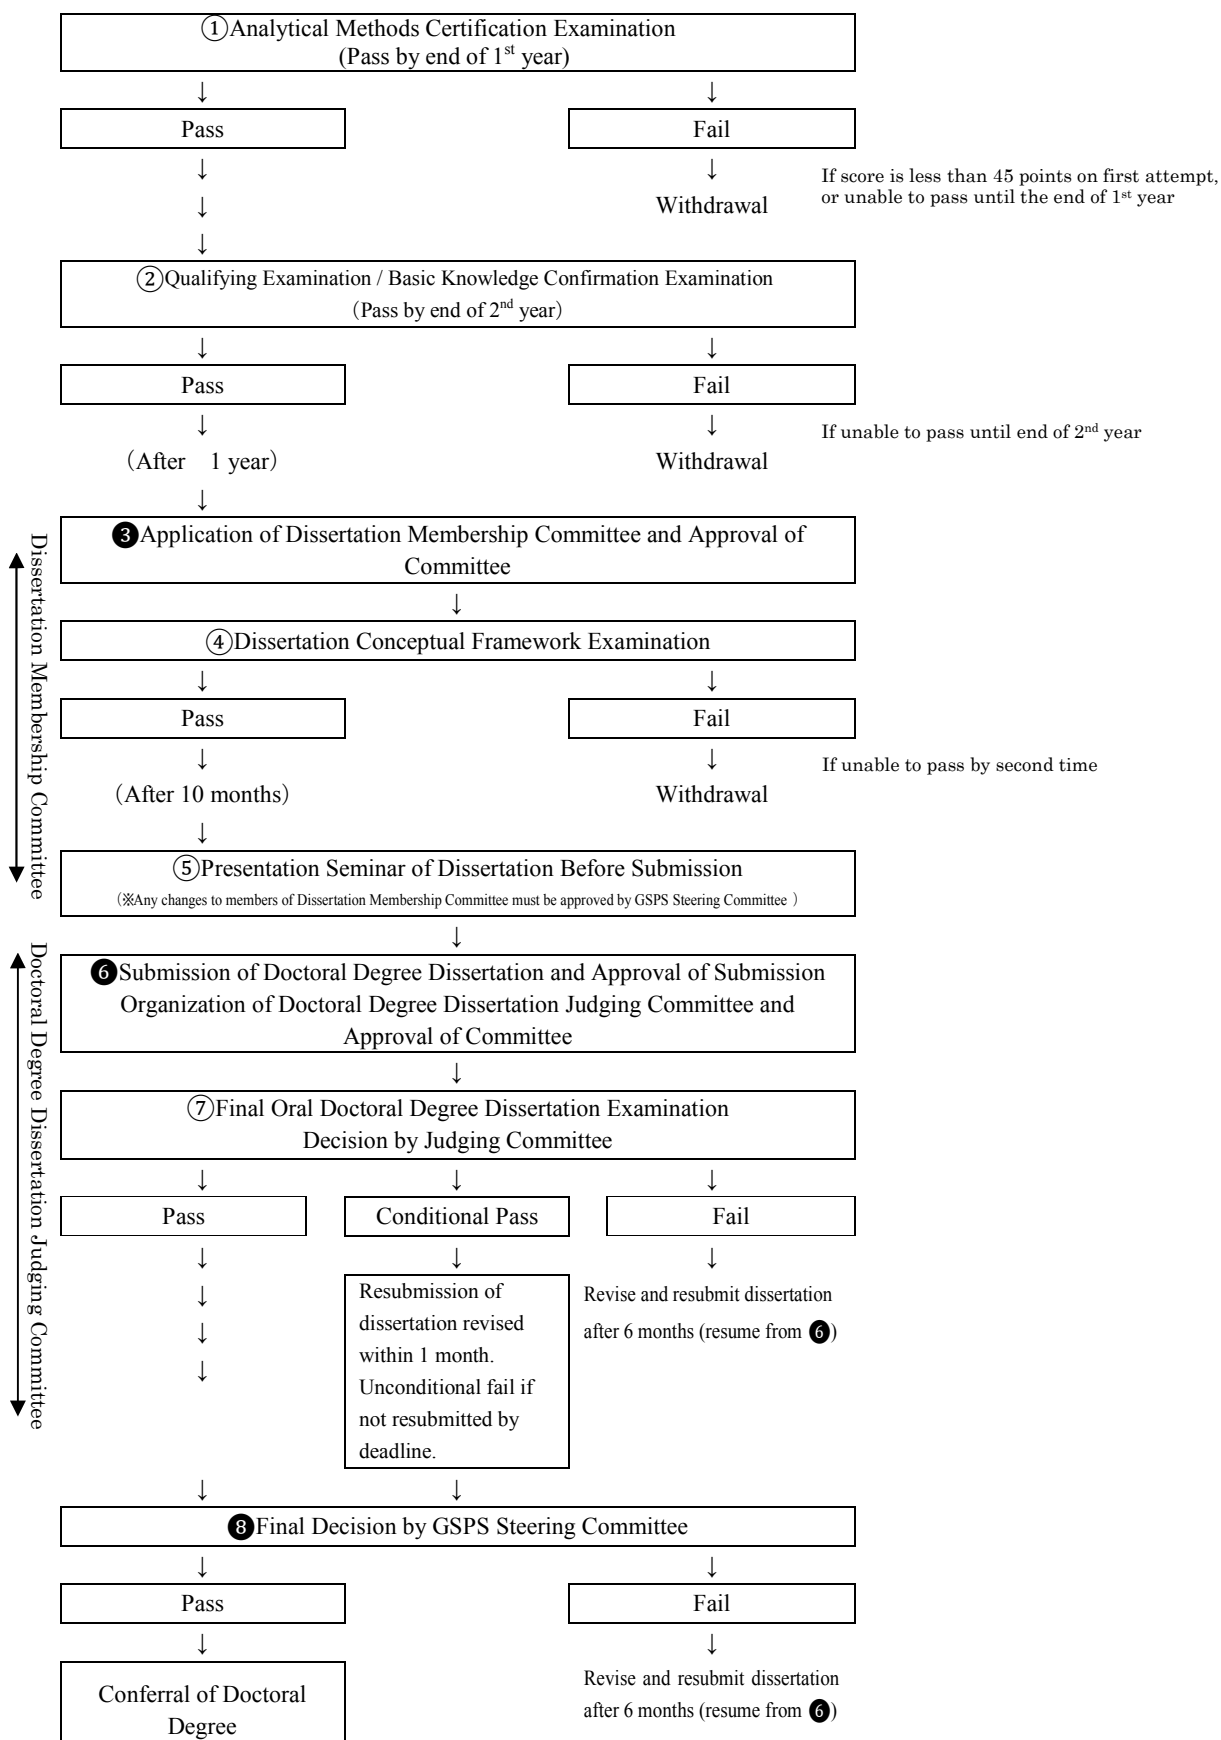 ①Analytical Methods Certification Examination
(Pass by end of 1st year)
↓ ↓
Pass Fail
↓ ↓
If score is less than 45 points on first attempt,
or unable to pass until the end of 1st year
↓ Withdrawal
↓
②Qualifying Examination / Basic Knowledge Confirmation Examination
（Pass by end of 2nd year）
↓ ↓
Pass Fail
↓ ↓
If unable to pass until end of 2nd year
（After 1 year） Withdrawal
↓
Dissertation Membership Committee
❸Application of Dissertation Membership Committee and Approval of
Committee
↓
④Dissertation Conceptual Framework Examination
↓ ↓
Pass Fail
↓ ↓
If unable to pass by second time
（After 10 months） Withdrawal
↓
⑤Presentation Seminar of Dissertation Before Submission
（※Any changes to members of Dissertation Membership Committee must be approved by GSPS Steering Committee ）
↓
Doctoral Degree Dissertation Judging Committee
❻Submission of Doctoral Degree Dissertation and Approval of Submission
Organization of Doctoral Degree Dissertation Judging Committee and
Approval of Committee
↓
⑦Final Oral Doctoral Degree Dissertation Examination
Decision by Judging Committee
↓ ↓ ↓
Pass Conditional Pass Fail
↓ ↓ ↓
↓
↓
↓
Resubmission of
dissertation revised
within 1 month.
Unconditional fail if
not resubmitted by
deadline.
Revise and resubmit dissertation
after 6 months (resume from ❻)
↓ ↓
❽Final Decision by GSPS Steering Committee
↓ ↓
Pass Fail
↓ ↓
Conferral of Doctoral
Degree
Revise and resubmit dissertation
after 6 months (resume from ❻)